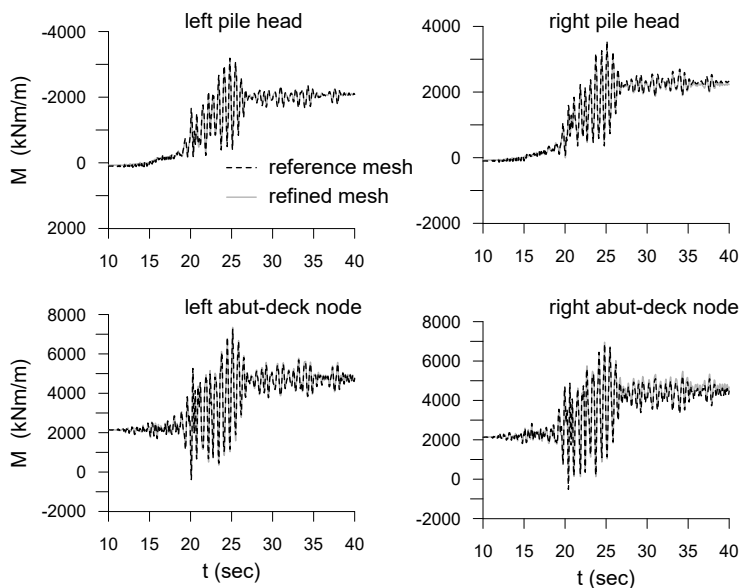 left pile head
right pile head
-4000
-2000
0
2000
M (kNm/m)
reference mesh
refined mesh
10 15 20 25 30 35 40
4000
2000
0
-2000
10 15 20 25 30 35 40
left abut-deck node
right abut-deck node
8000
6000
4000
2000
0
-2000
M (kNm/m)
10 15 20 25 30 35 40
t (sec)
8000
6000
4000
2000
0
-2000
10 15 20 25 30 35 40
t (sec)